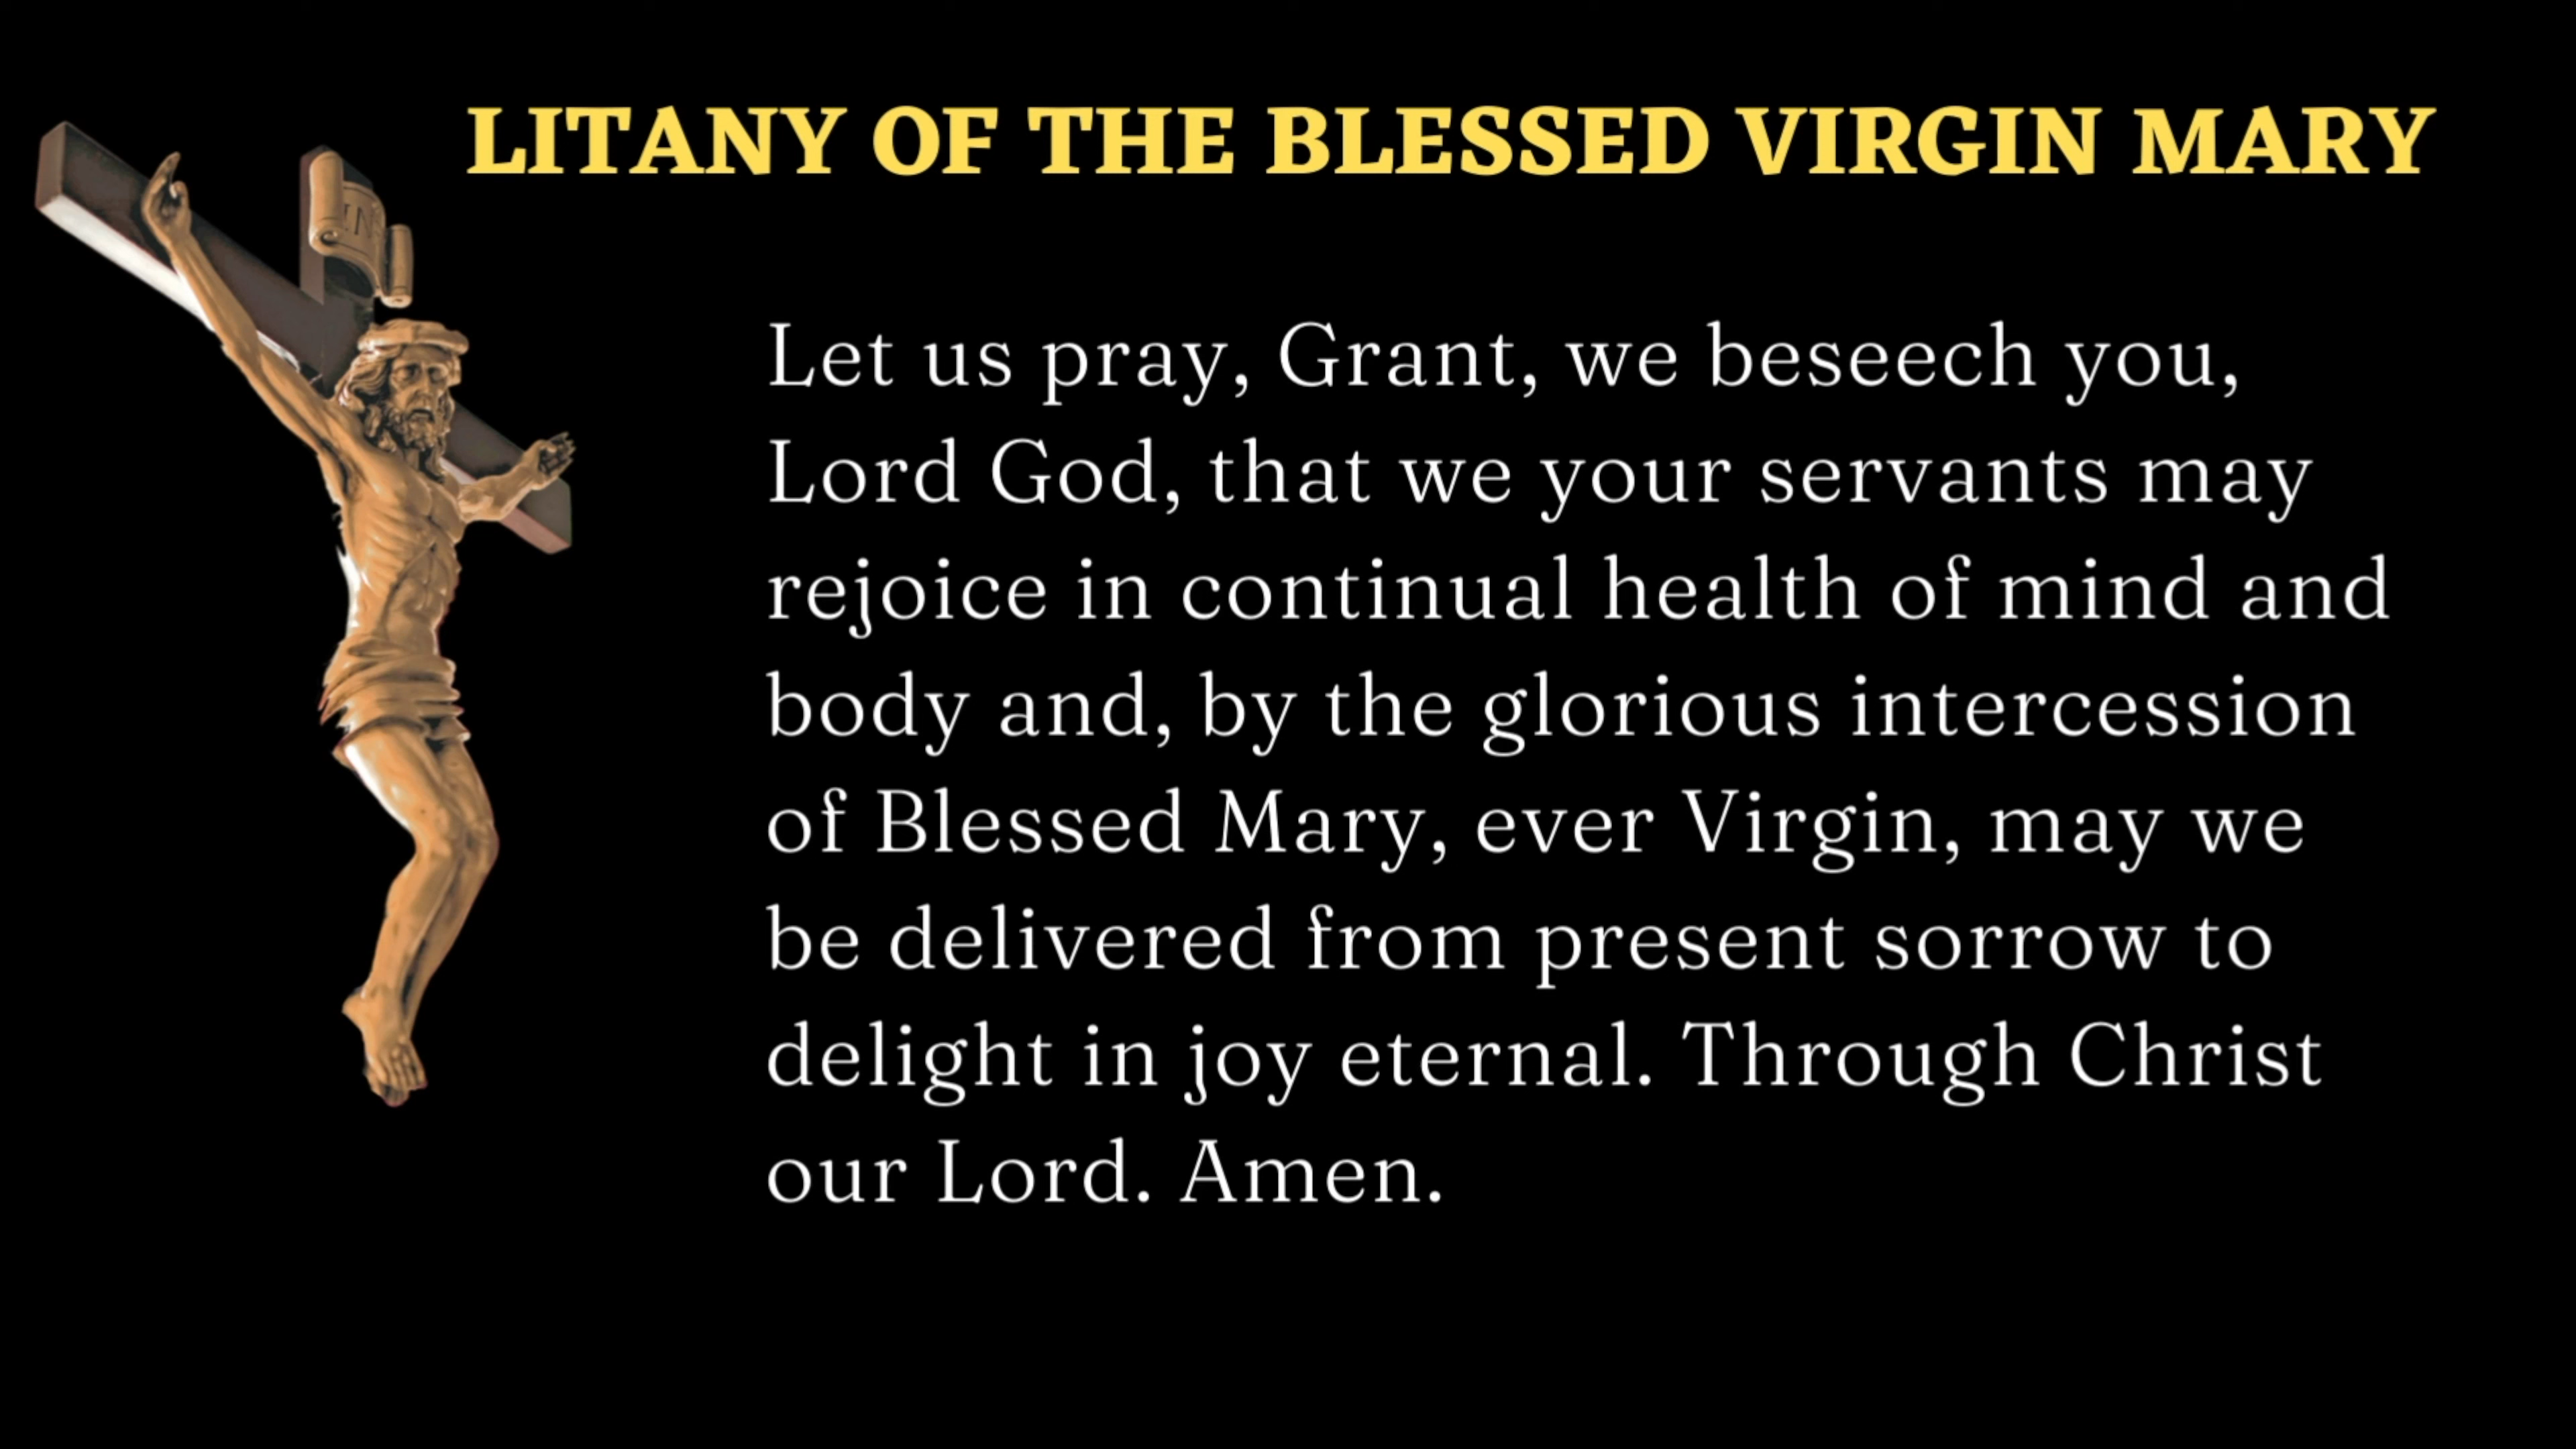 LITANY OF THE BLESSED VIRGIN MARY
Let us pray, Grant, we beseech you,
Lord God, that we your servants may
rejoice in continual health of mind and
body and, by the glorious intercession
of Blessed Mary, ever Virgin, may we
be delivered from present sorrow to
delight in joy eternal. Through Christ
our Lord. Amen.